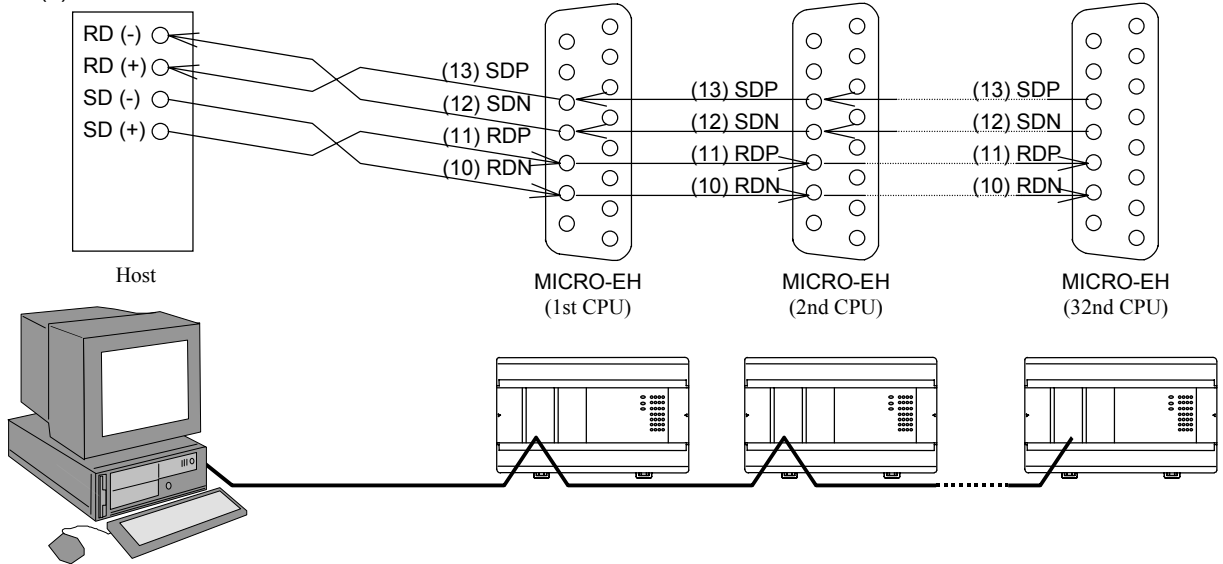 RD (-)
RD (+)
SD (-)
SD (+)
Host
(13) SDP
(12) SDN
(11) RDP
(10) RDN
MICRO-EH
(1st CPU)
(13) SDP
(12) SDN
(11) RDP
(10) RDN
MICRO-EH
(2nd CPU)
(13) SDP
(12) SDN
(11) RDP
(10) RDN
MICRO-EH
(32nd CPU)